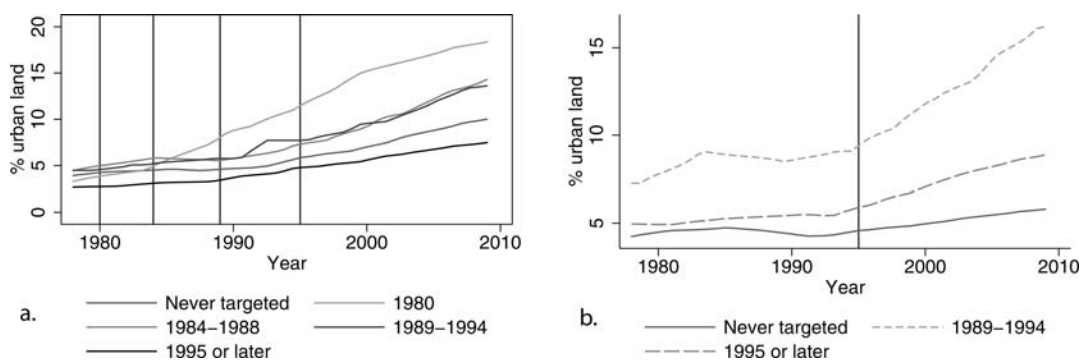 20
15
10
5
0
% urban land
1980 1990 2000 2010
Year
Never targeted 1980
1984–1988 1989–1994
1995 or later
a.
15
10
5
% urban land
1980 1990 2000 2010
Year
Never targeted 1989–1994
1995 or later
b.